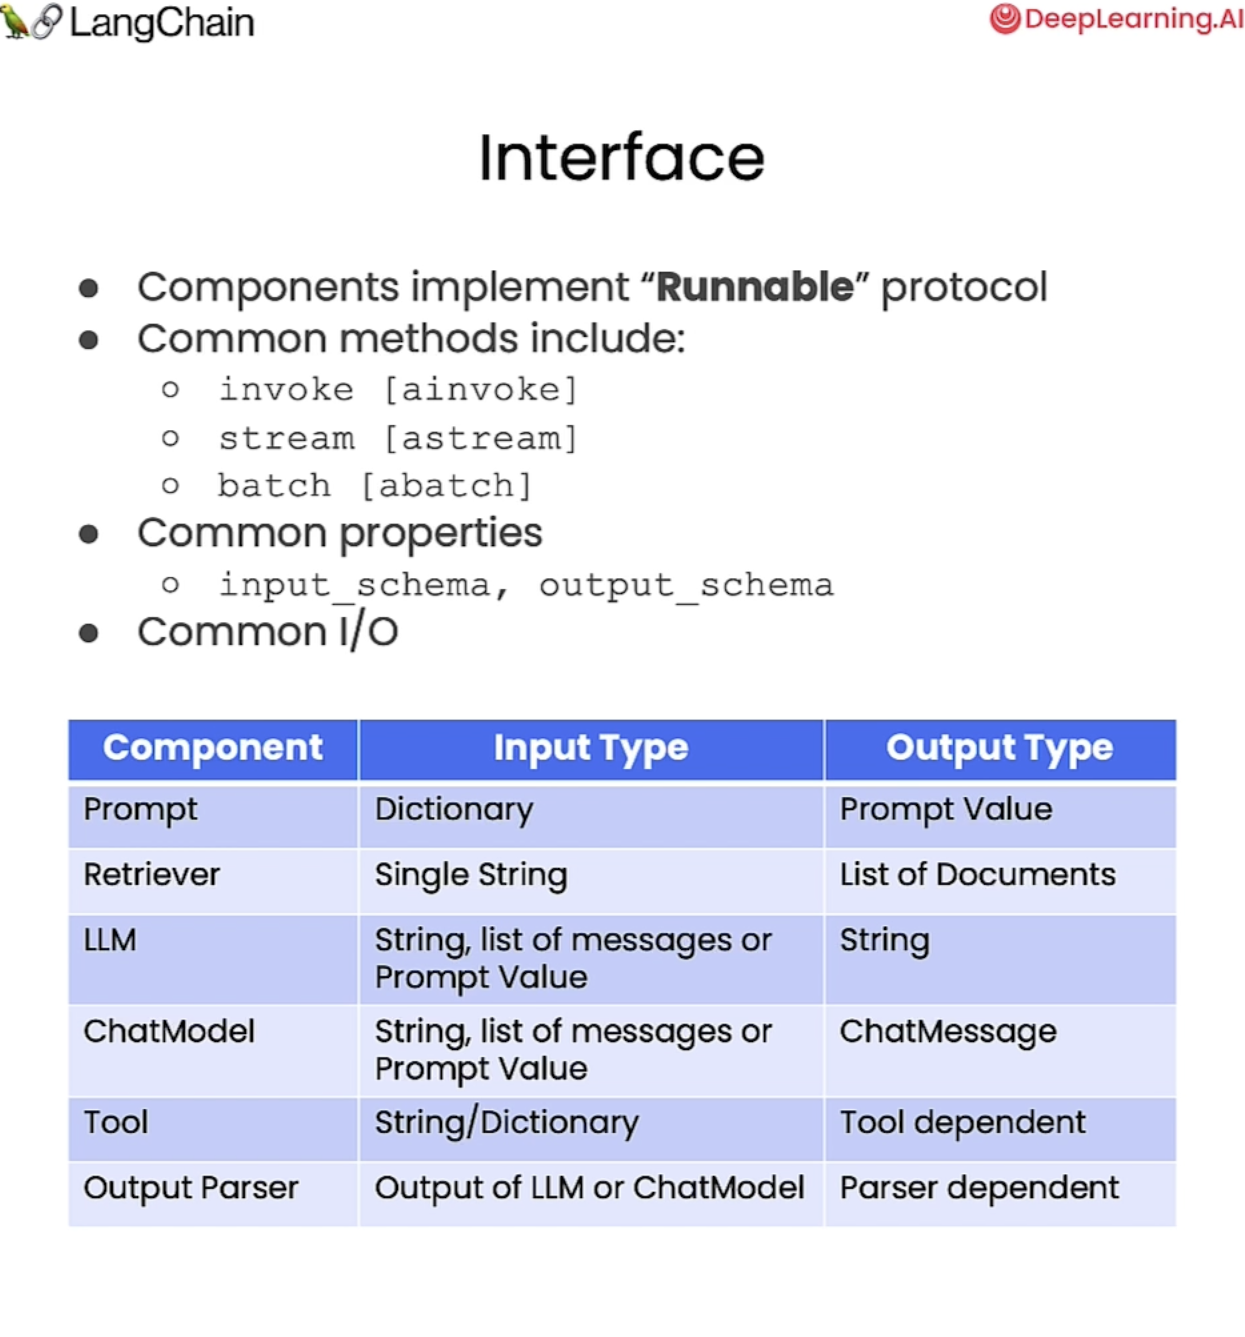 LangChain
DeepLearning.AI
Interface
● Components implement “Runnable” protocol
● Common methods include:
○ invoke [ainvoke]
○ stream [astream]
○ batch [abatch]
● Common properties
○ input_schema, output_schema
● Common I/O
Component Input Type Output Type
Prompt Dictionary Prompt Value
Retriever Single String List of Documents
LLM String, list of messages or String
Prompt Value
ChatModel String, list of messages or ChatMessage
Prompt Value
Tool String/Dictionary Tool dependent
Output Parser Output of LLM or ChatModel Parser dependent